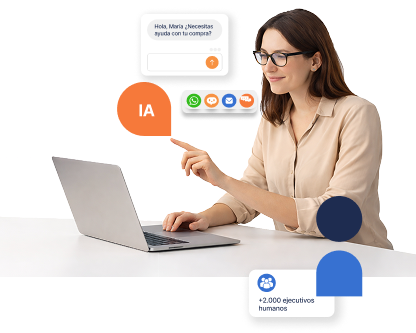 Hola, María ¿Necesitas
ayuda con tu compra?
IA
+2.000 ejecutivos
humanos